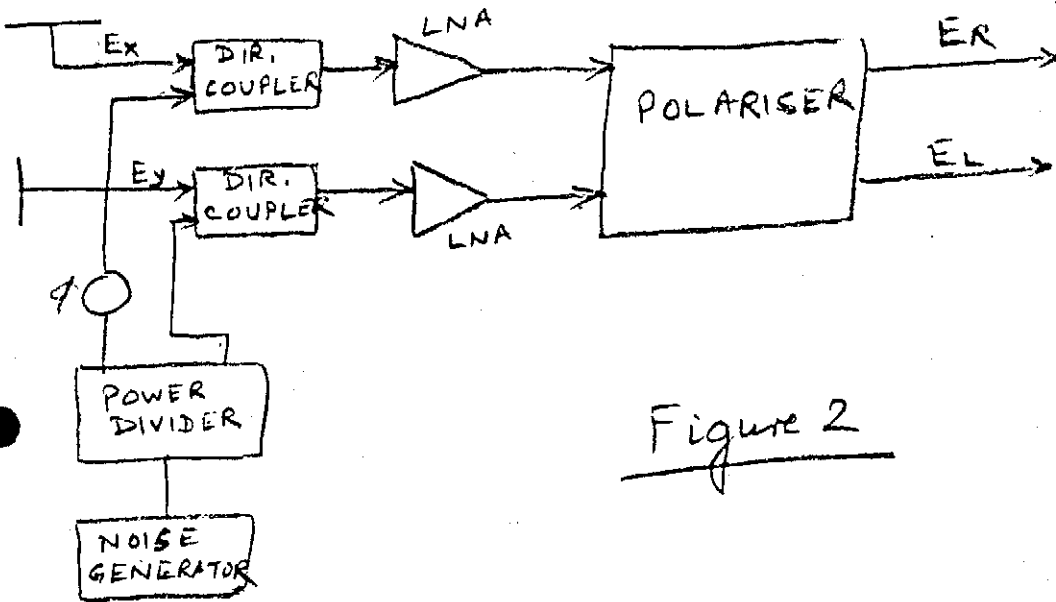 LNA
Ex
DIR.
COUPLER
POLARISER
ER
EL
Ey
DIR.
COUPLER
LNA
POWER
DIVIDER
NOISE
GENERATOR
Figure 2